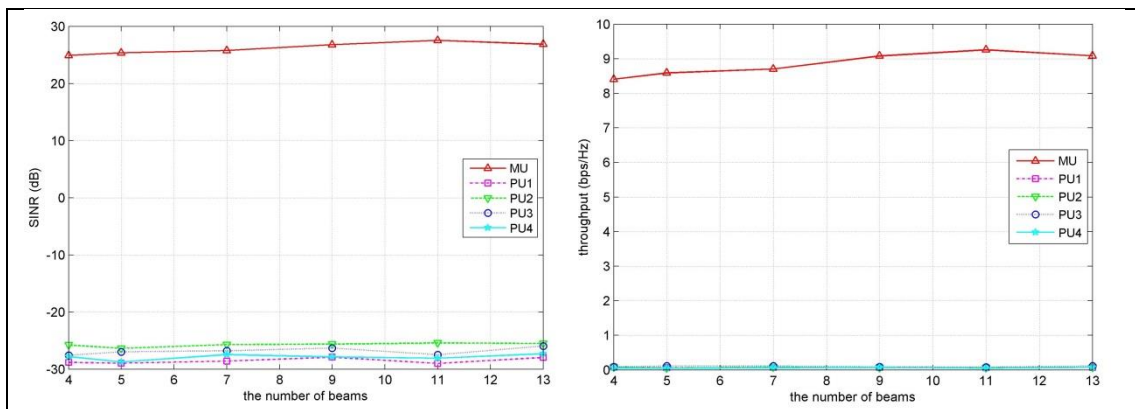 30
20
10
0
-10
-20
-30
SINR (dB)
4 5 6 7 8 9 10 11 12 13
the number of beams
MU
PU1
PU2
PU3
PU4
10
9
8
7
6
5
4
3
2
1
0
throughput (bps/Hz)
4 5 6 7 8 9 10 11 12 13
the number of beams
MU
PU1
PU2
PU3
PU4